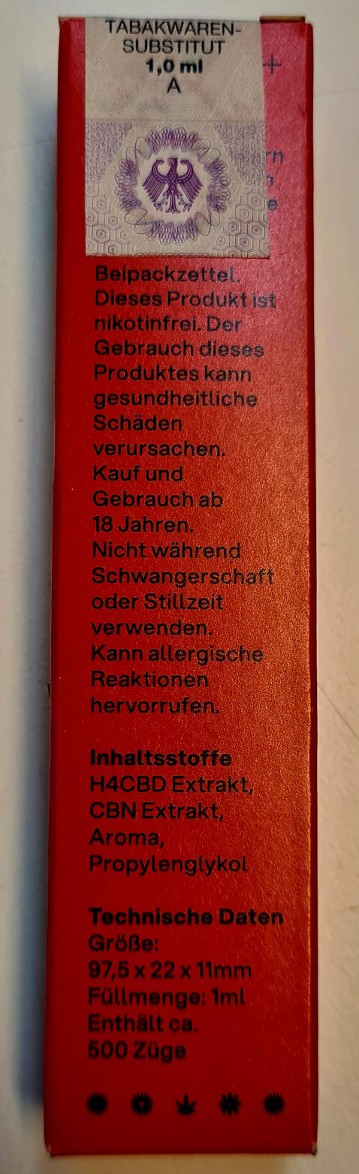 TABAKWAREN-
SUBSTITUT
1,0 ml
A
Beipackzettel.
Dieses Produkt ist
nikotinfrei. Der
Gebrauch dieses
Produktes kann
gesundheitliche
Schäden
verursachen.
Kauf und
Gebrauch ab
18 Jahren.
Nicht während
Schwangerschaft
oder Stillzeit
verwenden.
Kann allergische
Reaktionen
hervorrufen.
Inhaltsstoffe
H4CBD Extrakt,
CBN Extrakt,
Aroma,
Propylenglykol
Technische Daten
Größe:
97,5 x 22 x 11mm
Füllmenge: 1ml
Enthält ca.
500 Züge